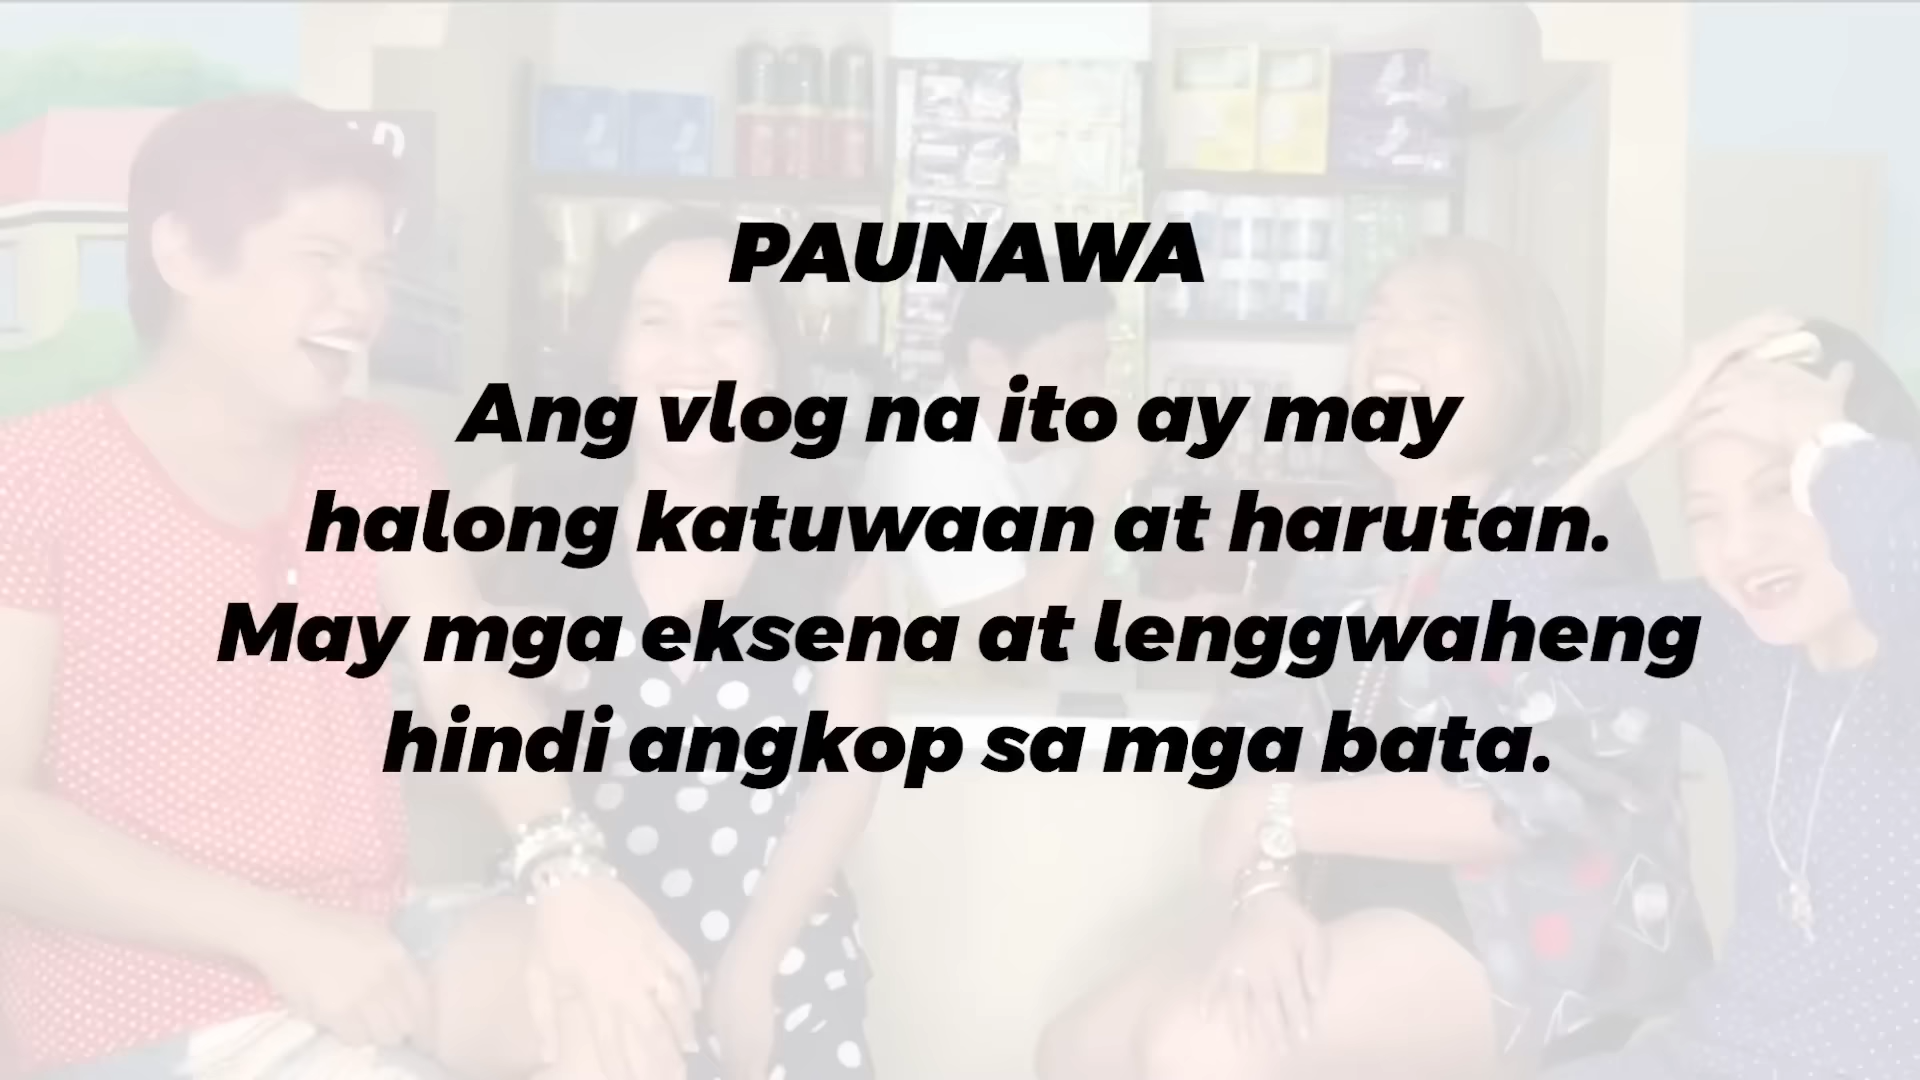 PAUNAWA
Ang vlog na ito ay may
halong katuwaan at harutan.
May mga eksena at lenggwaheng
hindi angkop sa mga bata.